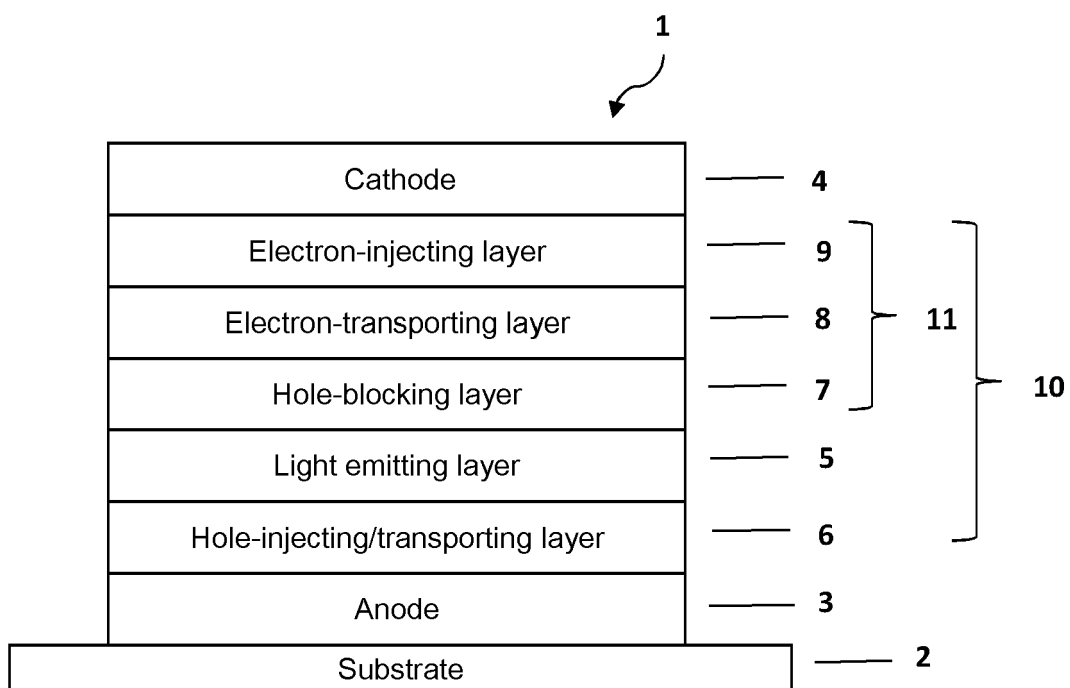 1
Cathode 4
Electron-injecting layer 9
Electron-transporting layer 8 11
Hole-blocking layer 7 10
Light emitting layer 5
Hole-injecting/transporting layer 6
Anode 3
Substrate 2